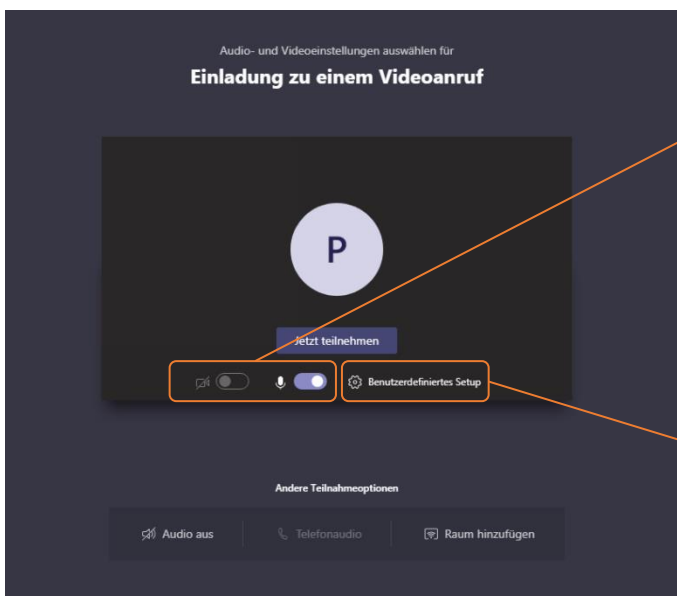 Audio- und Videoeinstellungen auswählen für
Einladung zu einem Videoanruf
P
Jetzt teilnehmen
Benutzerdefiniertes Setup
Andere Teilnahmeoptionen
Audio aus
Telefonaudio
Raum hinzufügen